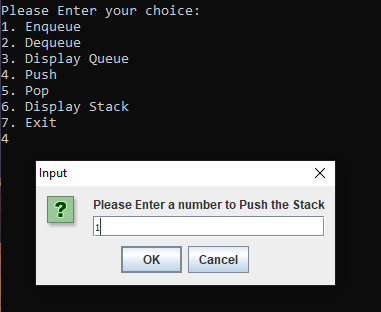 Please Enter your choice:
1. Enqueue
2. Dequeue
3. Display Queue
4. Push
5. Pop
6. Display Stack
7. Exit
4
Input
?
Please Enter a number to Push the Stack
1
OK
Cancel